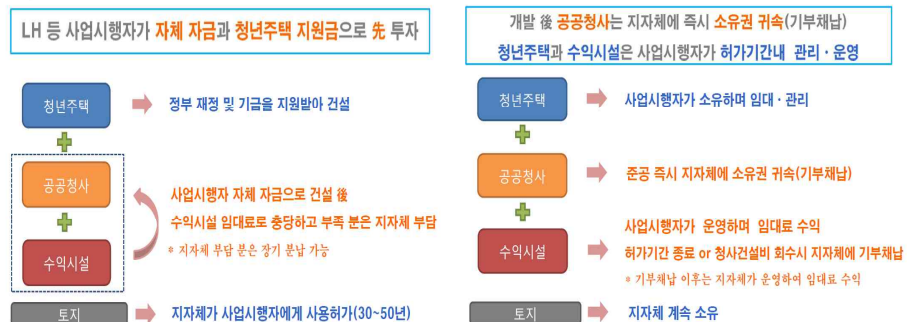 LH 등 사업시행자가 자체 자금과 청년주택 지원금으로 先 투자
청년주택
정부 재정 및 기금을 지원받아 건설
공공청사
사업시행자 자체 자금으로 건설 後
수익시설 임대료로 충당하고 부족 분은 지자체 부담
* 지자체 부담 분은 장기 분납 가능
수익시설
토지
지자체가 사업시행자에게 사용허가(30~50년)
개발 後 공공청사는 지자체에 즉시 소유권 귀속(기부채납)
청년주택과 수익시설은 사업시행자가 허가기간내 관리·운영
청년주택
사업시행자가 소유하며 임대·관리
공공청사
준공 즉시 지자체에 소유권 귀속(기부채납)
수익시설
사업시행자가 운영하며 임대료 수익
허가기간 종료 or 청사건설비 회수시 지자체에 기부채납
* 기부채납 이후는 지자체가 운영하여 임대료 수익
토지
지자체 계속 소유